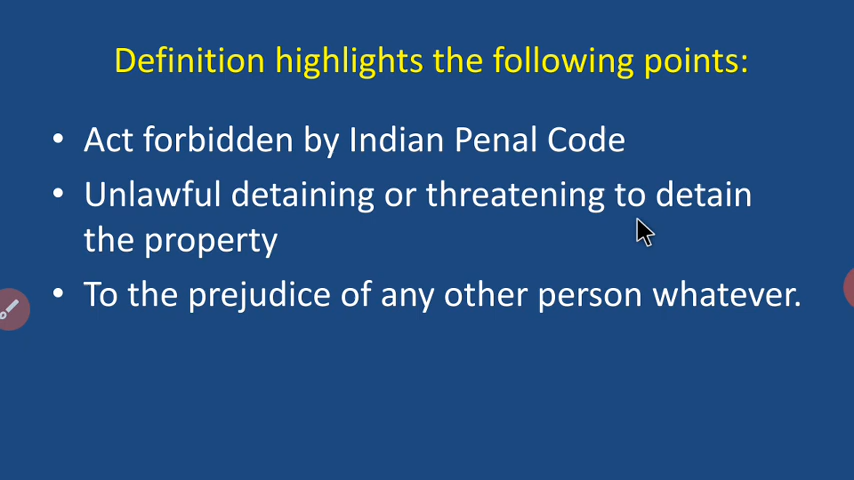 Definition highlights the following points:
• Act forbidden by Indian Penal Code
• Unlawful detaining or threatening to detain
the property
• To the prejudice of any other person whatever.